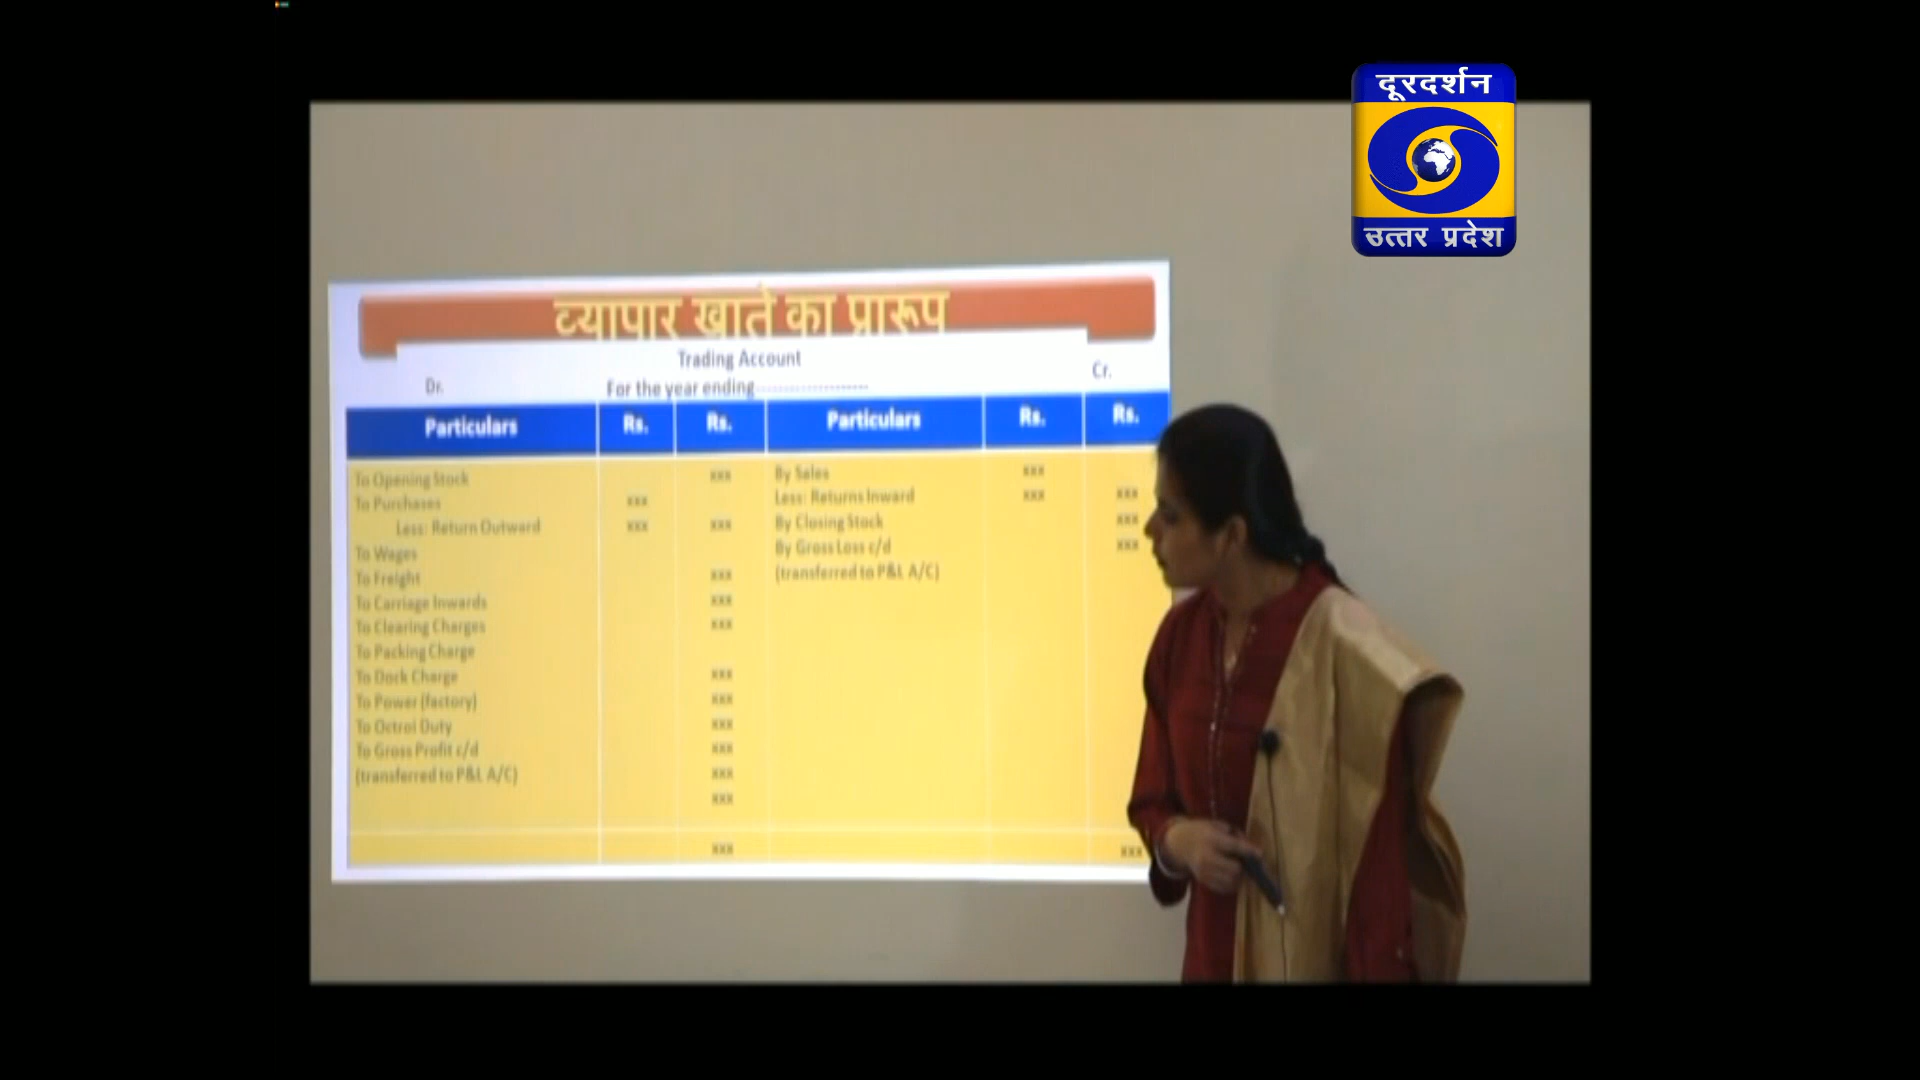 दूरदर्शन
उत्तर प्रदेश
व्यापार खाते का प्रारूप
Trading Account
Dr. For the year ending................... Cr.
Particulars Rs. Rs. Particulars Rs. Rs.
To Opening Stock xxx By Sales xxx
To Purchases xxx Less: Returns Inward xxx xxx
Less: Return Outward xxx xxx By Closing Stock xxx
To Wages By Gross Loss c/d xxx
To Freight xxx (transferred to P&L A/C)
To Carriage Inwards xxx
To Clearing Charges xxx
To Packing Charge
To Dock Charge xxx
To Power (factory) xxx
To Octroi Duty xxx
To Gross Profit c/d xxx
(transferred to P&L A/C) xxx
xxx
xxx xxx